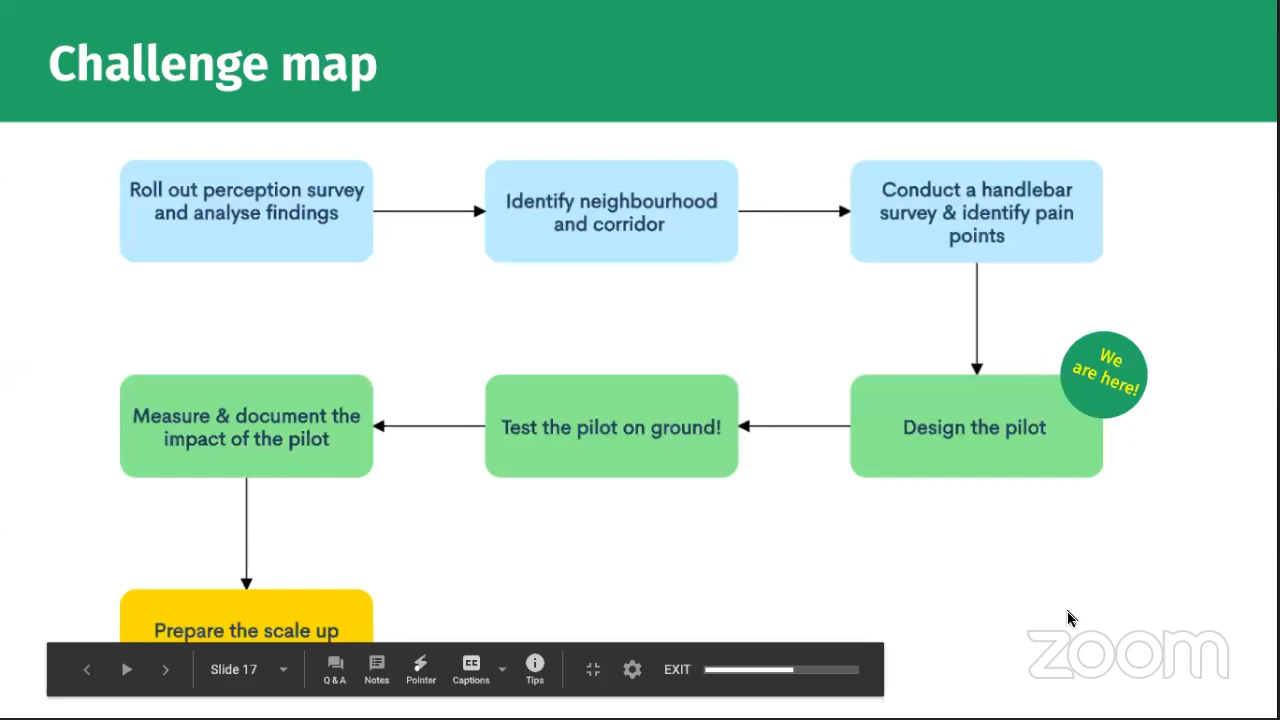 Challenge map
Roll out perception survey
and analyse findings
Identify neighbourhood
and corridor
Conduct a handlebar
survey & identify pain
points
We
are here!
Measure & document the
impact of the pilot
Test the pilot on ground!
Design the pilot
Prepare the scale up
Slide 17
Q & A
Notes
Pointer
CC
Captions
Tips
EXIT
zoom